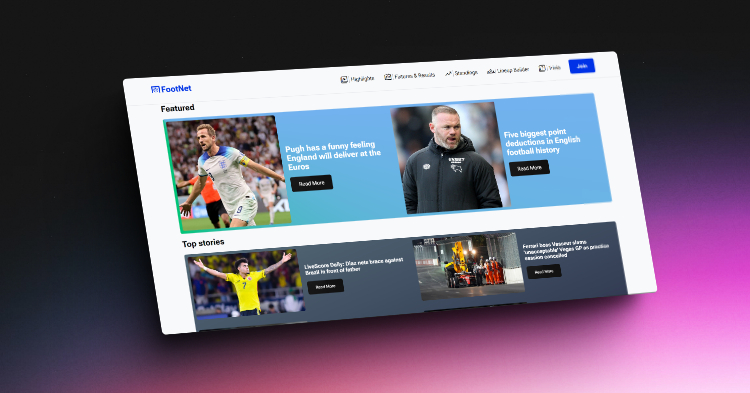 FootNet
Highlights
Fixtures & Results
Standings
Lineup Builder
Trivia
Join
Featured
Pugh has a funny feeling
England will deliver at the
Euros
Read More
Five biggest point
deductions in English
football history
Read More
Top stories
LiveScore Daily: Diaz nets brace against
Brazil in front of father
Read More
Ferrari boss Vasseur slams
'unacceptable' Vegas GP as practice
session cancelled
Read More
7